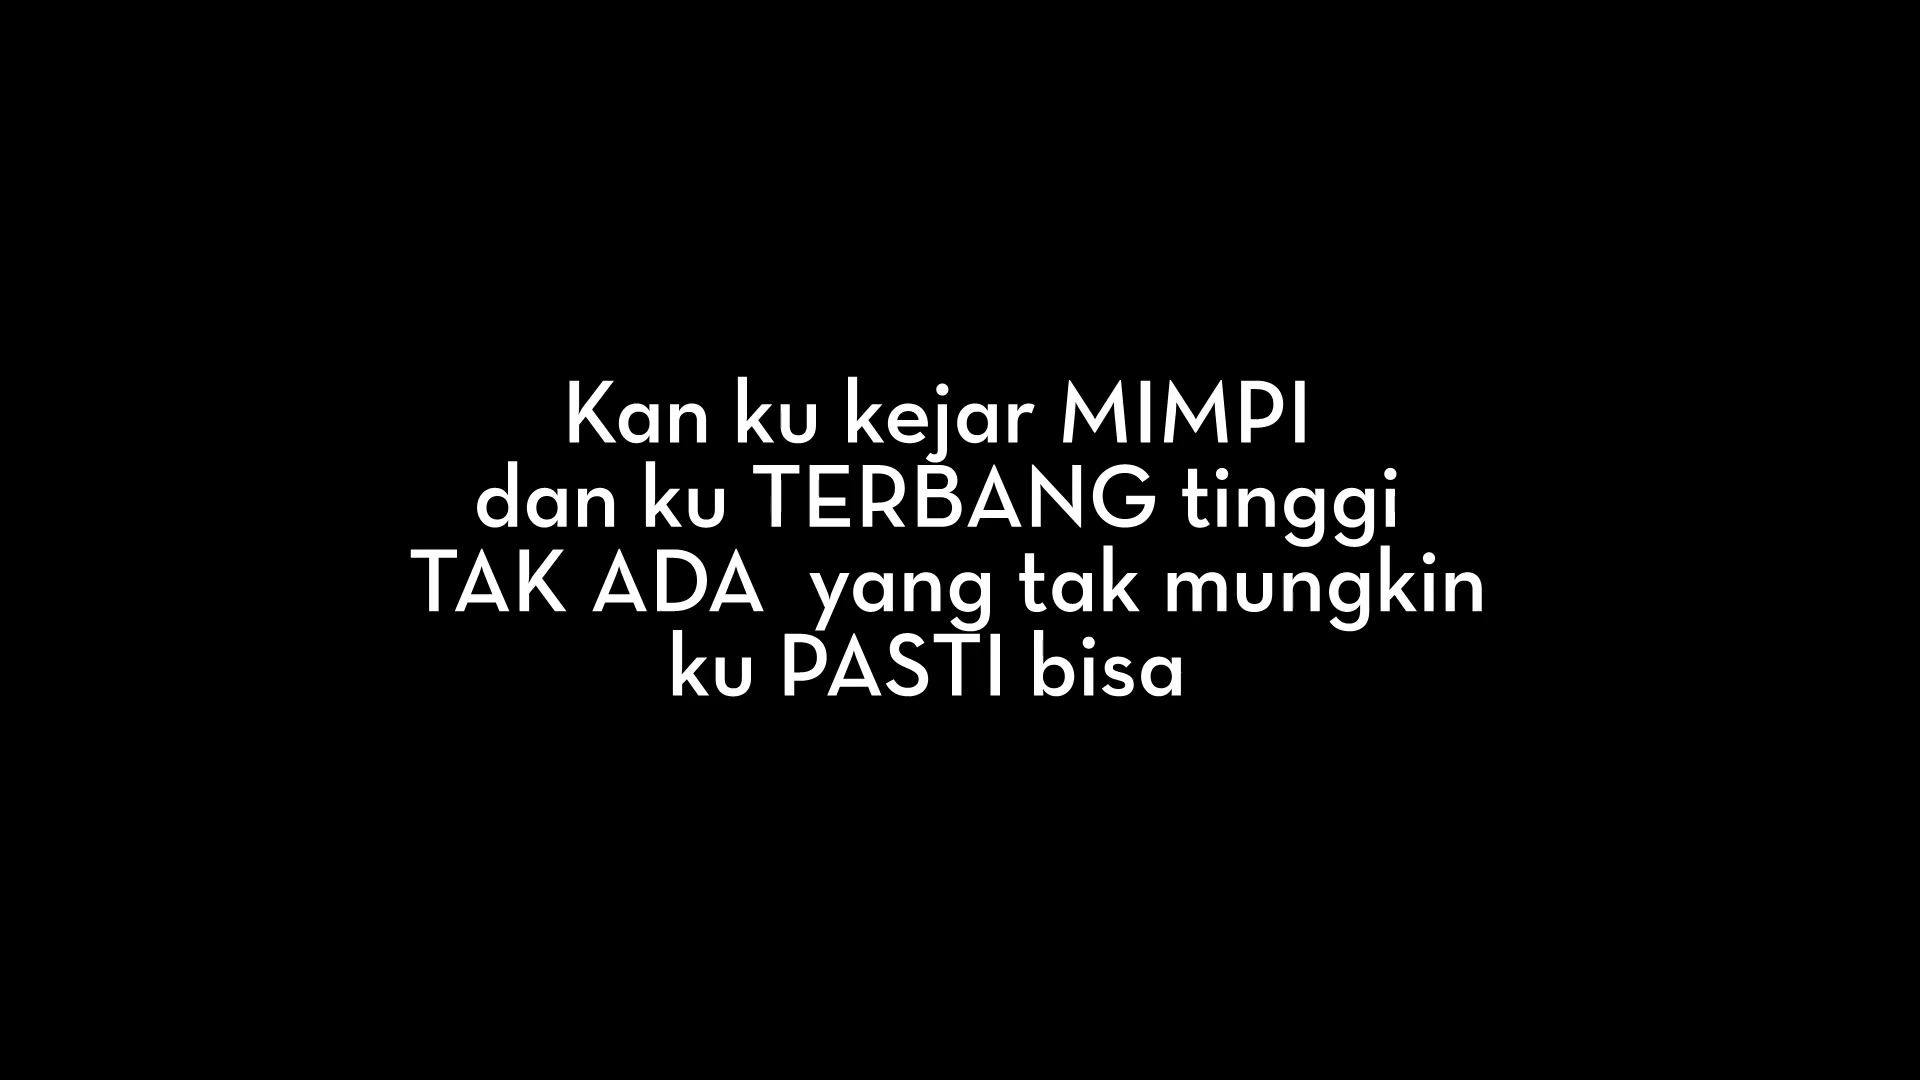 Kan ku kejar MIMPI
dan ku TERBANG tinggi
TAK ADA  yang tak mungkin
ku PASTI bisa